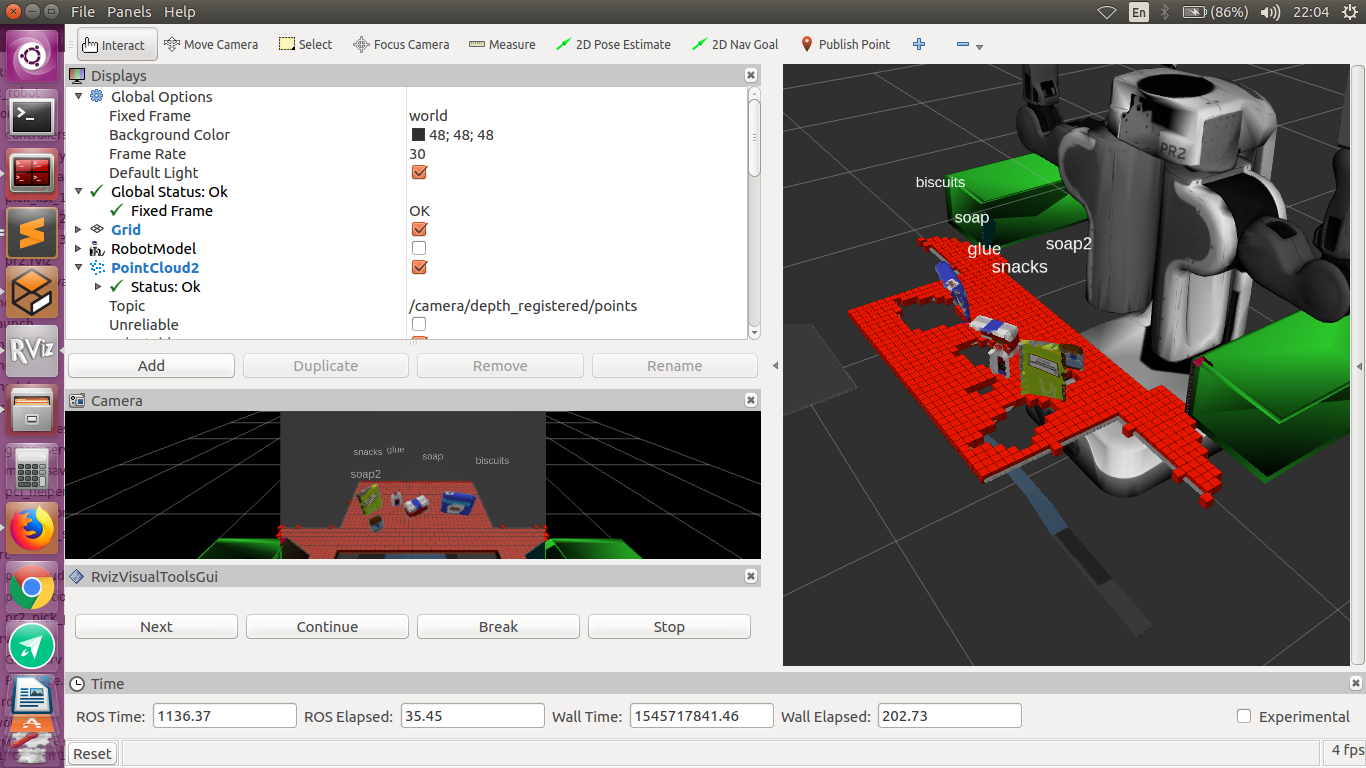 File Panels Help
En (86%) 22:04
Interact Move Camera Select Focus Camera Measure 2D Pose Estimate 2D Nav Goal Publish Point
Displays
Global Options
Fixed Frame world
Background Color 48; 48; 48
Frame Rate 30
Default Light
Global Status: Ok
Fixed Frame OK
Grid
RobotModel
PointCloud2
Status: Ok
Topic /camera/depth_registered/points
Unreliable
Add Duplicate Remove Rename
Camera
snacks glue soap biscuits
soap2
RvizVisualToolsGui
Next Continue Break Stop
PR2
biscuits
soap
glue soap2
snacks
RViz
Time
ROS Time: 1136.37 ROS Elapsed: 35.45 Wall Time: 1545717841.46 Wall Elapsed: 202.73 Experimental
Reset 4 fps